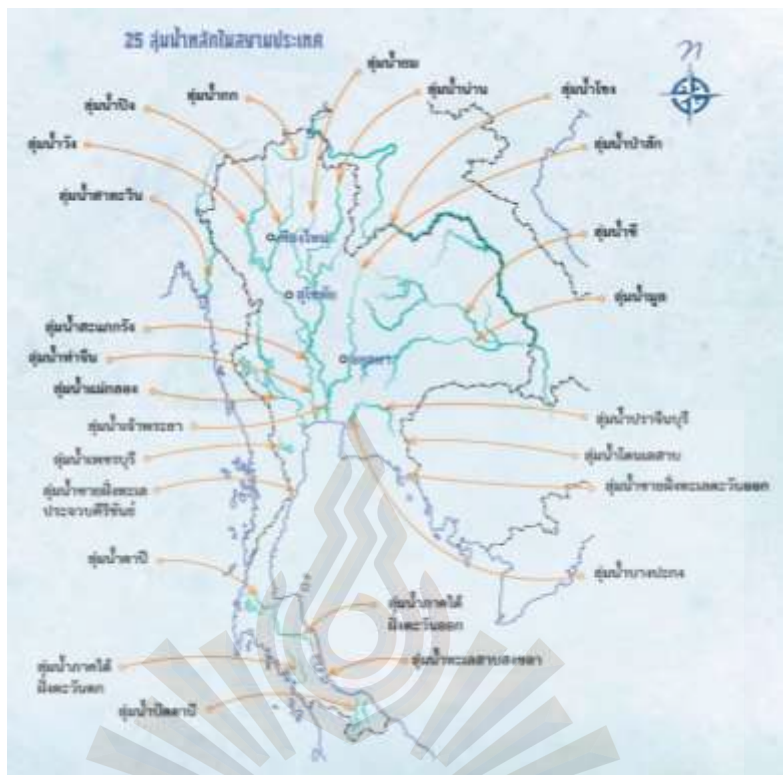 25 ลุ่มน้ำหลักในสยามประเทศ
ลุ่มน้ำยม
ลุ่มน้ำกก
ลุ่มน้ำน่าน
ลุ่มน้ำโขง
ลุ่มน้ำปิง
ลุ่มน้ำวัง
ลุ่มน้ำป่าสัก
ลุ่มน้ำสาละวิน
ลุ่มน้ำชี
เชียงใหม่
สุโขทัย
ลุ่มน้ำมูล
ลุ่มน้ำสะแกกรัง
ลุ่มน้ำท่าจีน
อยุธยา
ลุ่มน้ำแม่กลอง
ลุ่มน้ำเจ้าพระยา
ลุ่มน้ำปราจีนบุรี
ลุ่มน้ำเพชรบุรี
ลุ่มน้ำโตนเลสาบ
ลุ่มน้ำชายฝั่งทะเล
ประจวบคีรีขันธ์
ลุ่มน้ำชายฝั่งทะเลตะวันออก
ลุ่มน้ำตาปี
ลุ่มน้ำบางปะกง
ลุ่มน้ำภาคใต้
ฝั่งตะวันออก
ลุ่มน้ำทะเลสาบสงขลา
ลุ่มน้ำภาคใต้
ฝั่งตะวันตก
ลุ่มน้ำปัตตานี